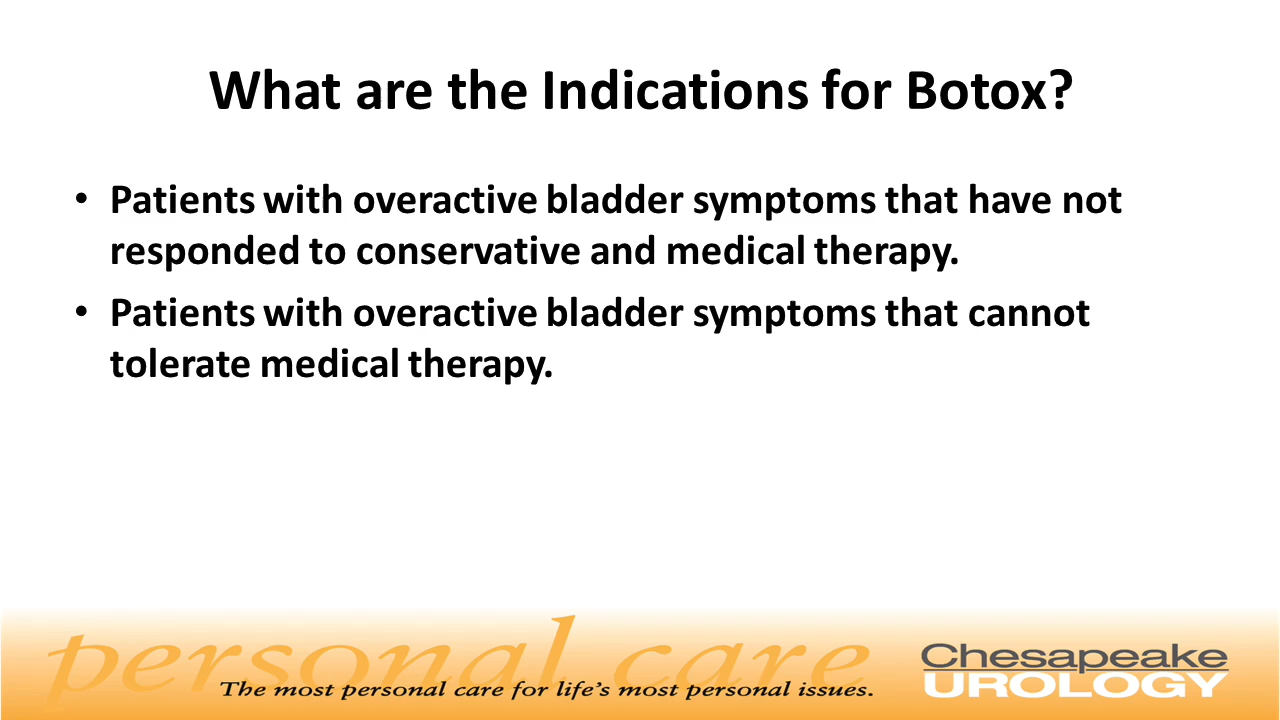 What are the Indications for Botox?
• Patients with overactive bladder symptoms that have not
responded to conservative and medical therapy.
• Patients with overactive bladder symptoms that cannot
tolerate medical therapy.
personal care
The most personal care for life's most personal issues.
Chesapeake
UROLOGY